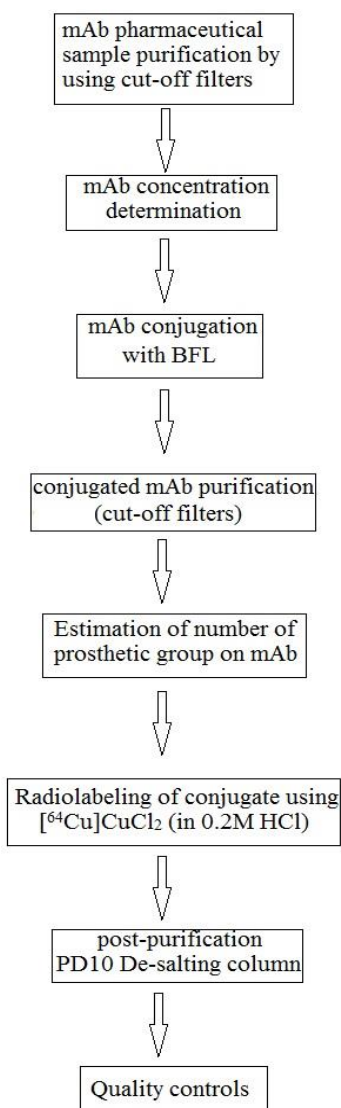 mAb pharmaceutical
sample purification by
using cut-off filters
mAb concentration
determination
mAb conjugation
with BFL
conjugated mAb purification
(cut-off filters)
Estimation of number of
prosthetic group on mAb
Radiolabeling of conjugate using
[⁶⁴Cu]CuCl₂ (in 0.2M HCl)
post-purification
PD10 De-salting column
Quality controls